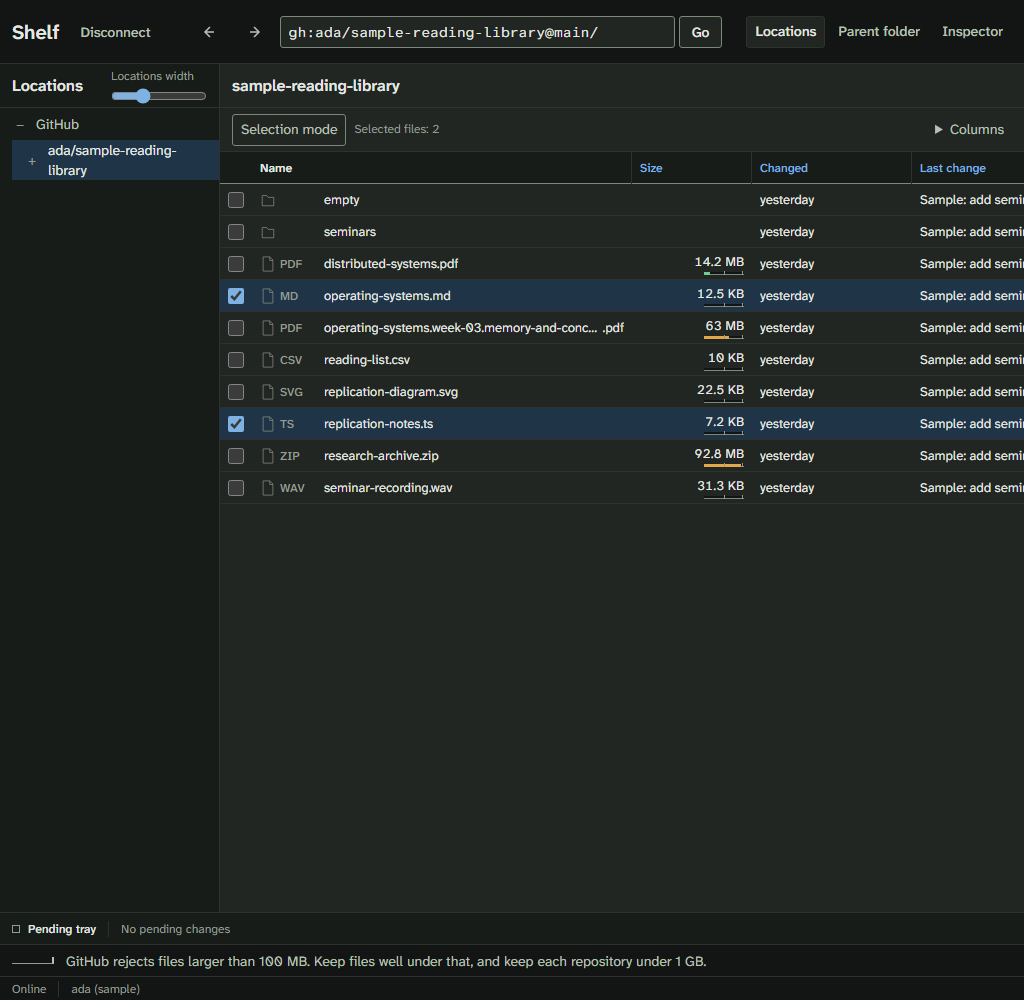 Shelf Disconnect ← → gh:ada/sample-reading-library@main/ Go Locations Parent folder Inspector
Locations Locations width
– GitHub
+ ada/sample-reading-
library
sample-reading-library
Selection mode Selected files: 2 ▶ Columns
Name Size Changed Last change
empty yesterday Sample: add semi
seminars yesterday Sample: add semi
PDF distributed-systems.pdf 14.2 MB yesterday Sample: add semi
MD operating-systems.md 12.5 KB yesterday Sample: add semi
PDF operating-systems.week-03.memory-and-conc... .pdf 63 MB yesterday Sample: add semi
CSV reading-list.csv 10 KB yesterday Sample: add semi
SVG replication-diagram.svg 22.5 KB yesterday Sample: add semi
TS replication-notes.ts 7.2 KB yesterday Sample: add semi
ZIP research-archive.zip 92.8 MB yesterday Sample: add semi
WAV seminar-recording.wav 31.3 KB yesterday Sample: add semi
Pending tray No pending changes
GitHub rejects files larger than 100 MB. Keep files well under that, and keep each repository under 1 GB.
Online ada (sample)